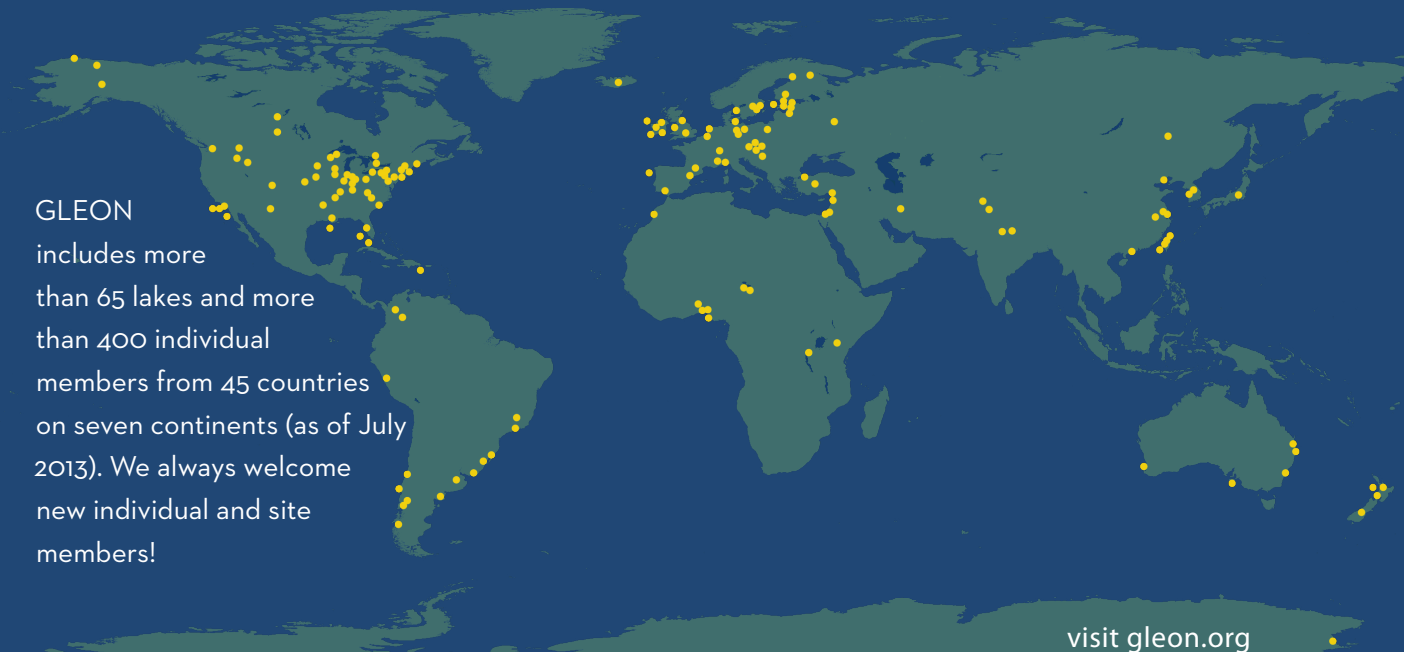 GLEON
includes more
than 65 lakes and more
than 400 individual
members from 45 countries
on seven continents (as of July
2013). We always welcome
new individual and site
members!
visit gleon.org